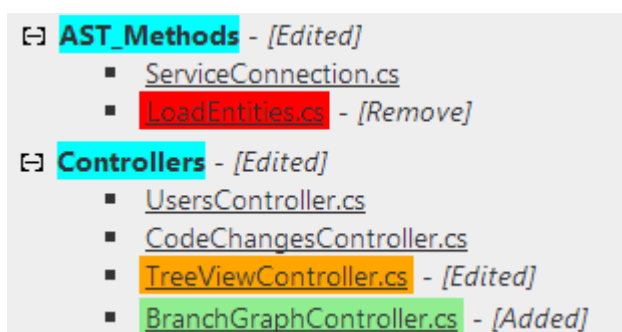 AST_Methods - [Edited]
ServiceConnection.cs
LoadEntities.cs - [Remove]
Controllers - [Edited]
UsersController.cs
CodeChangesController.cs
TreeViewController.cs - [Edited]
BranchGraphController.cs - [Added]